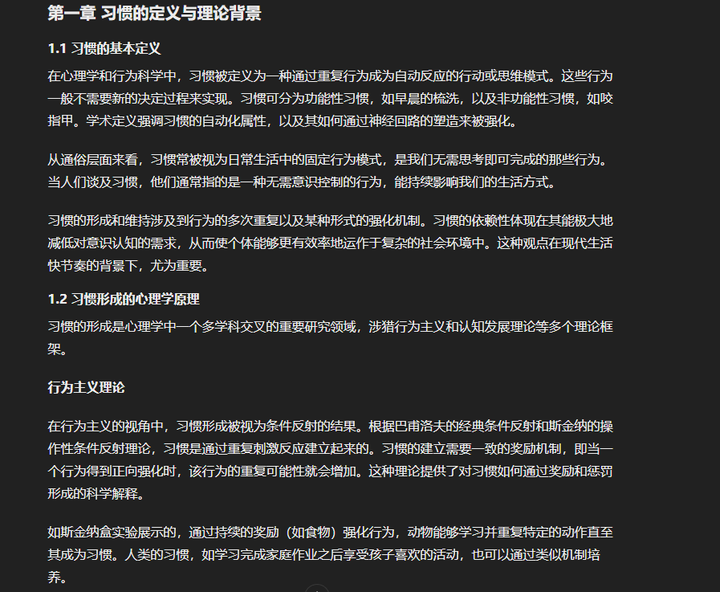 第一章 习惯的定义与理论背景
1.1 习惯的基本定义
在心理学和行为科学中，习惯被定义为一种通过重复行为成为自动反应的行动或思维模式。这些行为
一般不需要新的决定过程来实现。习惯可分为功能性习惯，如早晨的梳洗，以及非功能性习惯，如咬
指甲。学术定义强调习惯的自动化属性，以及其如何通过神经回路的塑造来被强化。
从通俗层面来看，习惯常被视为日常生活中的固定行为模式，是我们无需思考即可完成的那些行为。
当人们谈及习惯，他们通常指的是一种无需意识控制的行为，能持续影响我们的生活方式。
习惯的形成和维持涉及到行为的多次重复以及某种形式的强化机制。习惯的依赖性体现在其能极大地
减低对意识认知的需求，从而使个体能够更有效率地运作于复杂的社会环境中。这种观点在现代生活
快节奏的背景下，尤为重要。
1.2 习惯形成的心理学原理
习惯的形成是心理学中一个多学科交叉的重要研究领域，涉猎行为主义和认知发展理论等多个理论框
架。
行为主义理论
在行为主义的视角中，习惯形成被视为条件反射的结果。根据巴甫洛夫的经典条件反射和斯金纳的操
作性条件反射理论，习惯是通过重复刺激反应建立起来的。习惯的建立需要一致的奖励机制，即当一
个行为得到正向强化时，该行为的重复可能性就会增加。这种理论提供了对习惯如何通过奖励和惩罚
形成的科学解释。
如斯金纳盒实验展示的，通过持续的奖励（如食物）强化行为，动物能够学习并重复特定的动作直至
其成为习惯。人类的习惯，如学习完成家庭作业之后享受孩子喜欢的活动，也可以通过类似机制培
养。